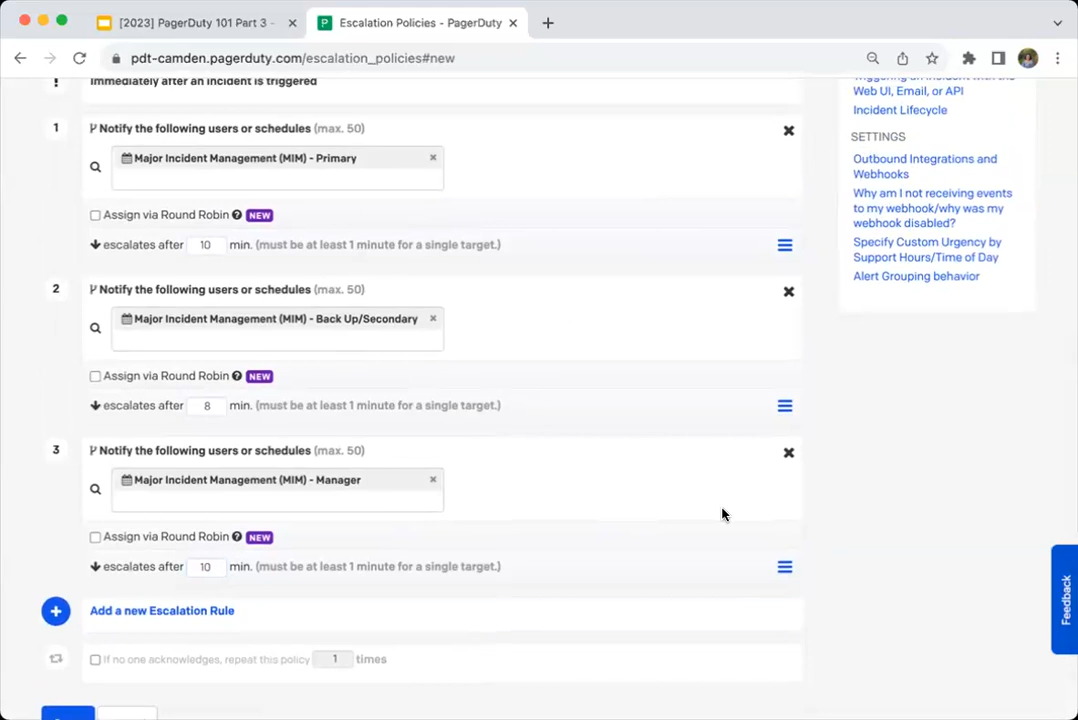 [2023] PagerDuty 101 Part 3 -
Escalation Policies - PagerDuty
pdt-camden.pagerduty.com/escalation_policies#new
Immediately after an incident is triggered
1
Notify the following users or schedules (max. 50)
Major Incident Management (MIM) - Primary
Assign via Round Robin NEW
escalates after 10 min. (must be at least 1 minute for a single target.)
2
Notify the following users or schedules (max. 50)
Major Incident Management (MIM) - Back Up/Secondary
Assign via Round Robin NEW
escalates after 8 min. (must be at least 1 minute for a single target.)
3
Notify the following users or schedules (max. 50)
Major Incident Management (MIM) - Manager
Assign via Round Robin NEW
escalates after 10 min. (must be at least 1 minute for a single target.)
Add a new Escalation Rule
If no one acknowledges, repeat this policy 1 times
Triggering an Incident with the
Web UI, Email, or API
Incident Lifecycle
SETTINGS
Outbound Integrations and
Webhooks
Why am I not receiving events
to my webhook/why was my
webhook disabled?
Specify Custom Urgency by
Support Hours/Time of Day
Alert Grouping behavior
Feedback